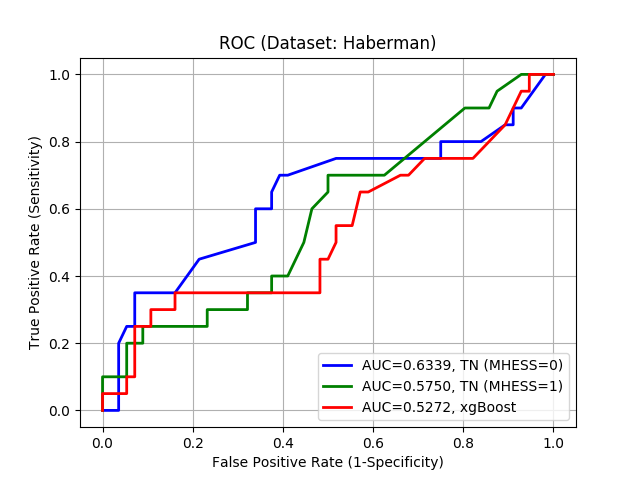 ROC (Dataset: Haberman)
True Positive Rate (Sensitivity)
1.0
0.8
0.6
0.4
0.2
0.0
AUC=0.6339, TN (MHESS=0)
AUC=0.5750, TN (MHESS=1)
AUC=0.5272, xgBoost
0.0 0.2 0.4 0.6 0.8 1.0
False Positive Rate (1-Specificity)